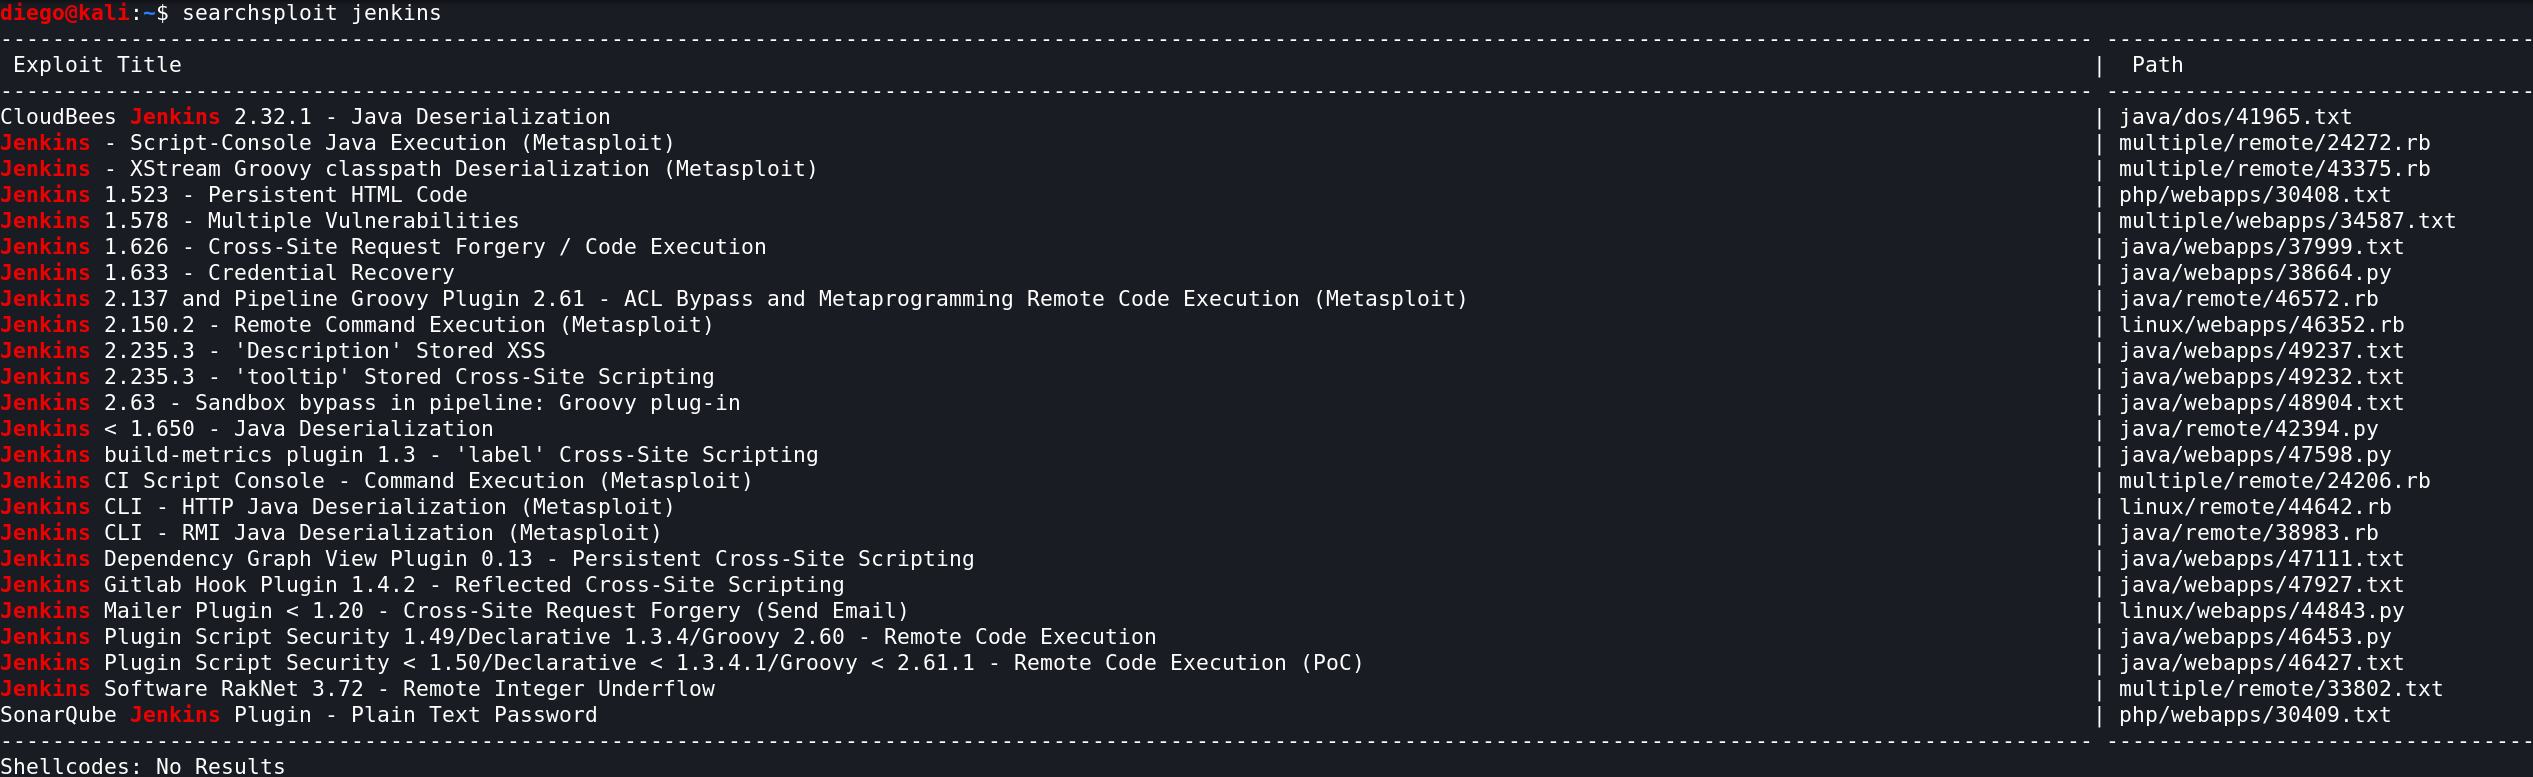 diego@kali:~$ searchsploit jenkins
---------------------------------------------------------------------------------------------------------------------------------------------------------------- ---------------------------------
 Exploit Title | Path
---------------------------------------------------------------------------------------------------------------------------------------------------------------- ---------------------------------
CloudBees Jenkins 2.32.1 - Java Deserialization | java/dos/41965.txt
Jenkins - Script-Console Java Execution (Metasploit) | multiple/remote/24272.rb
Jenkins - XStream Groovy classpath Deserialization (Metasploit) | multiple/remote/43375.rb
Jenkins 1.523 - Persistent HTML Code | php/webapps/30408.txt
Jenkins 1.578 - Multiple Vulnerabilities | multiple/webapps/34587.txt
Jenkins 1.626 - Cross-Site Request Forgery / Code Execution | java/webapps/37999.txt
Jenkins 1.633 - Credential Recovery | java/webapps/38664.py
Jenkins 2.137 and Pipeline Groovy Plugin 2.61 - ACL Bypass and Metaprogramming Remote Code Execution (Metasploit) | java/remote/46572.rb
Jenkins 2.150.2 - Remote Command Execution (Metasploit) | linux/webapps/46352.rb
Jenkins 2.235.3 - 'Description' Stored XSS | java/webapps/49237.txt
Jenkins 2.235.3 - 'tooltip' Stored Cross-Site Scripting | java/webapps/49232.txt
Jenkins 2.63 - Sandbox bypass in pipeline: Groovy plug-in | java/webapps/48904.txt
Jenkins < 1.650 - Java Deserialization | java/remote/42394.py
Jenkins build-metrics plugin 1.3 - 'label' Cross-Site Scripting | java/webapps/47598.py
Jenkins CI Script Console - Command Execution (Metasploit) | multiple/remote/24206.rb
Jenkins CLI - HTTP Java Deserialization (Metasploit) | linux/remote/44642.rb
Jenkins CLI - RMI Java Deserialization (Metasploit) | java/remote/38983.rb
Jenkins Dependency Graph View Plugin 0.13 - Persistent Cross-Site Scripting | java/webapps/47111.txt
Jenkins Gitlab Hook Plugin 1.4.2 - Reflected Cross-Site Scripting | java/webapps/47927.txt
Jenkins Mailer Plugin < 1.20 - Cross-Site Request Forgery (Send Email) | linux/webapps/44843.py
Jenkins Plugin Script Security 1.49/Declarative 1.3.4/Groovy 2.60 - Remote Code Execution | java/webapps/46453.py
Jenkins Plugin Script Security < 1.50/Declarative < 1.3.4.1/Groovy < 2.61.1 - Remote Code Execution (PoC) | java/webapps/46427.txt
Jenkins Software RakNet 3.72 - Remote Integer Underflow | multiple/remote/33802.txt
SonarQube Jenkins Plugin - Plain Text Password | php/webapps/30409.txt
---------------------------------------------------------------------------------------------------------------------------------------------------------------- ---------------------------------
Shellcodes: No Results